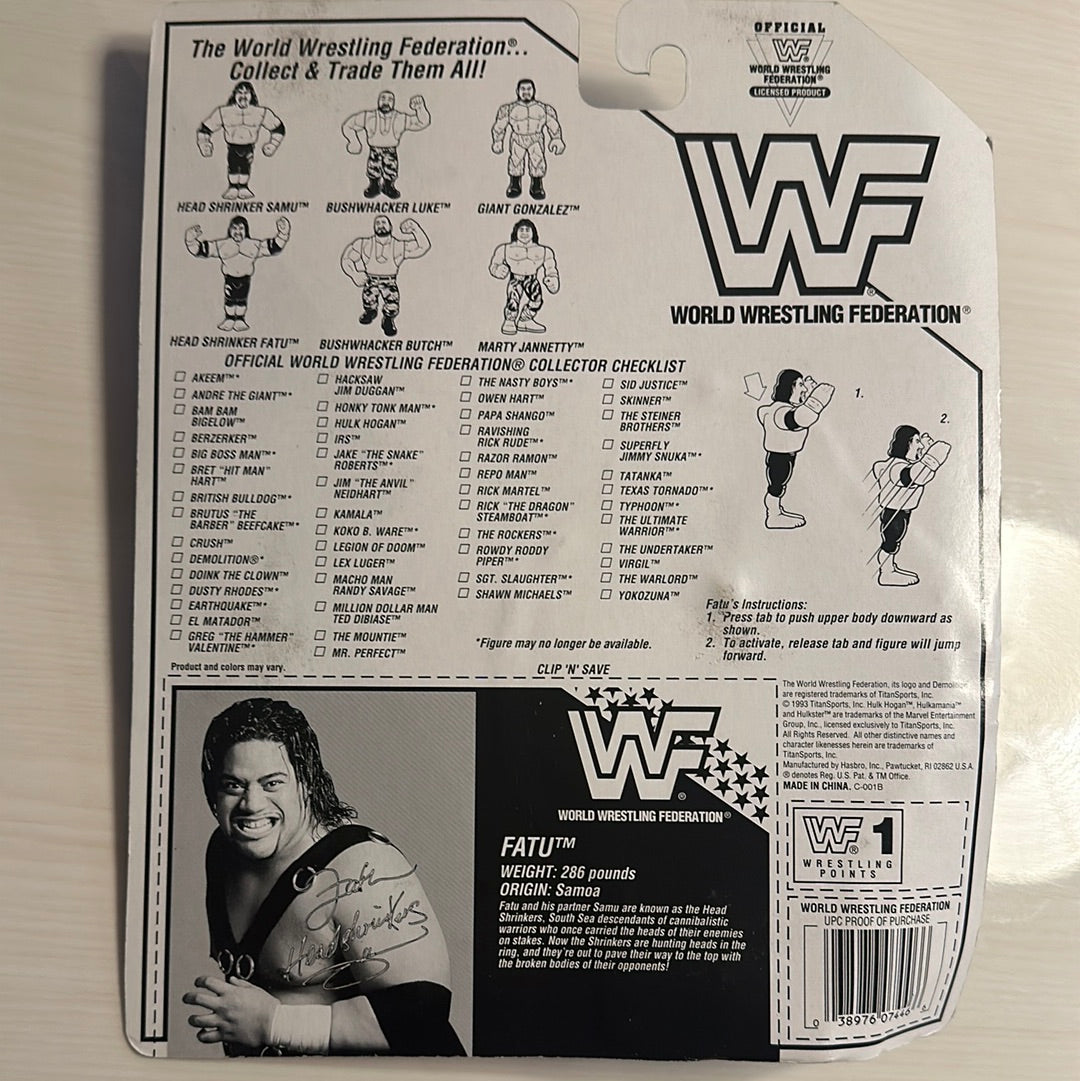 The World Wrestling Federation®...
Collect & Trade Them All!
OFFICIAL
WF
WORLD WRESTLING
FEDERATION®
LICENSED PRODUCT
HEAD SHRINKER SAMU™
BUSHWHACKER LUKE™
GIANT GONZALEZ™
WF®
WORLD WRESTLING FEDERATION®
HEAD SHRINKER FATU™
BUSHWHACKER BUTCH™
MARTY JANNETTY™
OFFICIAL WORLD WRESTLING FEDERATION® COLLECTOR CHECKLIST
AKEEM™*
ANDRE THE GIANT™*
BAM BAM
BIGELOW™
BERZERKER™
BIG BOSS MAN™*
BRET "HIT MAN"
HART™
BRITISH BULLDOG™*
BRUTUS "THE
BARBER" BEEFCAKE™*
CRUSH™
DEMOLITION®*
DOINK THE CLOWN™
DUSTY RHODES™*
EARTHQUAKE™*
EL MATADOR™
GREG "THE HAMMER"
VALENTINE™*
HACKSAW
JIM DUGGAN™
HONKY TONK MAN™*
HULK HOGAN™
IRS™
JAKE "THE SNAKE"
ROBERTS™*
JIM "THE ANVIL"
NEIDHART™
KAMALA™
KOKO B. WARE™*
LEGION OF DOOM™
LEX LUGER™
MACHO MAN
RANDY SAVAGE™
MILLION DOLLAR MAN
TED DIBIASE™
THE MOUNTIE™
MR. PERFECT™
THE NASTY BOYS™*
OWEN HART™
PAPA SHANGO™
RAVISHING
RICK RUDE™*
RAZOR RAMON™
REPO MAN™
RICK MARTEL™
RICK "THE DRAGON"
STEAMBOAT™*
THE ROCKERS™*
ROWDY RODDY
PIPER™*
SGT. SLAUGHTER™*
SHAWN MICHAELS™
SID JUSTICE™
SKINNER™
THE STEINER
BROTHERS™
SUPERFLY
JIMMY SNUKA™*
TATANKA™
TEXAS TORNADO™*
TYPHOON™*
THE ULTIMATE
WARRIOR™*
THE UNDERTAKER™
VIRGIL™
THE WARLORD™
YOKOZUNA™
*Figure may no longer be available.
Product and colors may vary.
CLIP 'N' SAVE
1.
2.
Fatu's Instructions:
1. Press tab to push upper body downward as
shown.
2. To activate, release tab and figure will jump
forward.
The World Wrestling Federation, its logo and Demolition
are registered trademarks of TitanSports, Inc.
© 1993 TitanSports, Inc. Hulk Hogan™, Hulkamania™
and Hulkster™ are trademarks of the Marvel Entertainment
Group, Inc., licensed exclusively to TitanSports, Inc.
All Rights Reserved. All other distinctive names and
character likenesses herein are trademarks of
TitanSports, Inc.
Manufactured by Hasbro, Inc., Pawtucket, RI 02862 U.S.A.
® denotes Reg. U.S. Pat. & TM Office.
MADE IN CHINA. C-001B
Fatu
Headshrinkers
WF®
WORLD WRESTLING FEDERATION®
FATU™
WEIGHT: 286 pounds
ORIGIN: Samoa
Fatu and his partner Samu are known as the Head
Shrinkers, South Sea descendants of cannibalistic
warriors who once carried the heads of their enemies
on stakes. Now the Shrinkers are hunting heads in the
ring, and they're out to pave their way to the top with
the broken bodies of their opponents!
WF® 1
WRESTLING
POINTS
WORLD WRESTLING FEDERATION
UPC PROOF OF PURCHASE
0 38976 07446